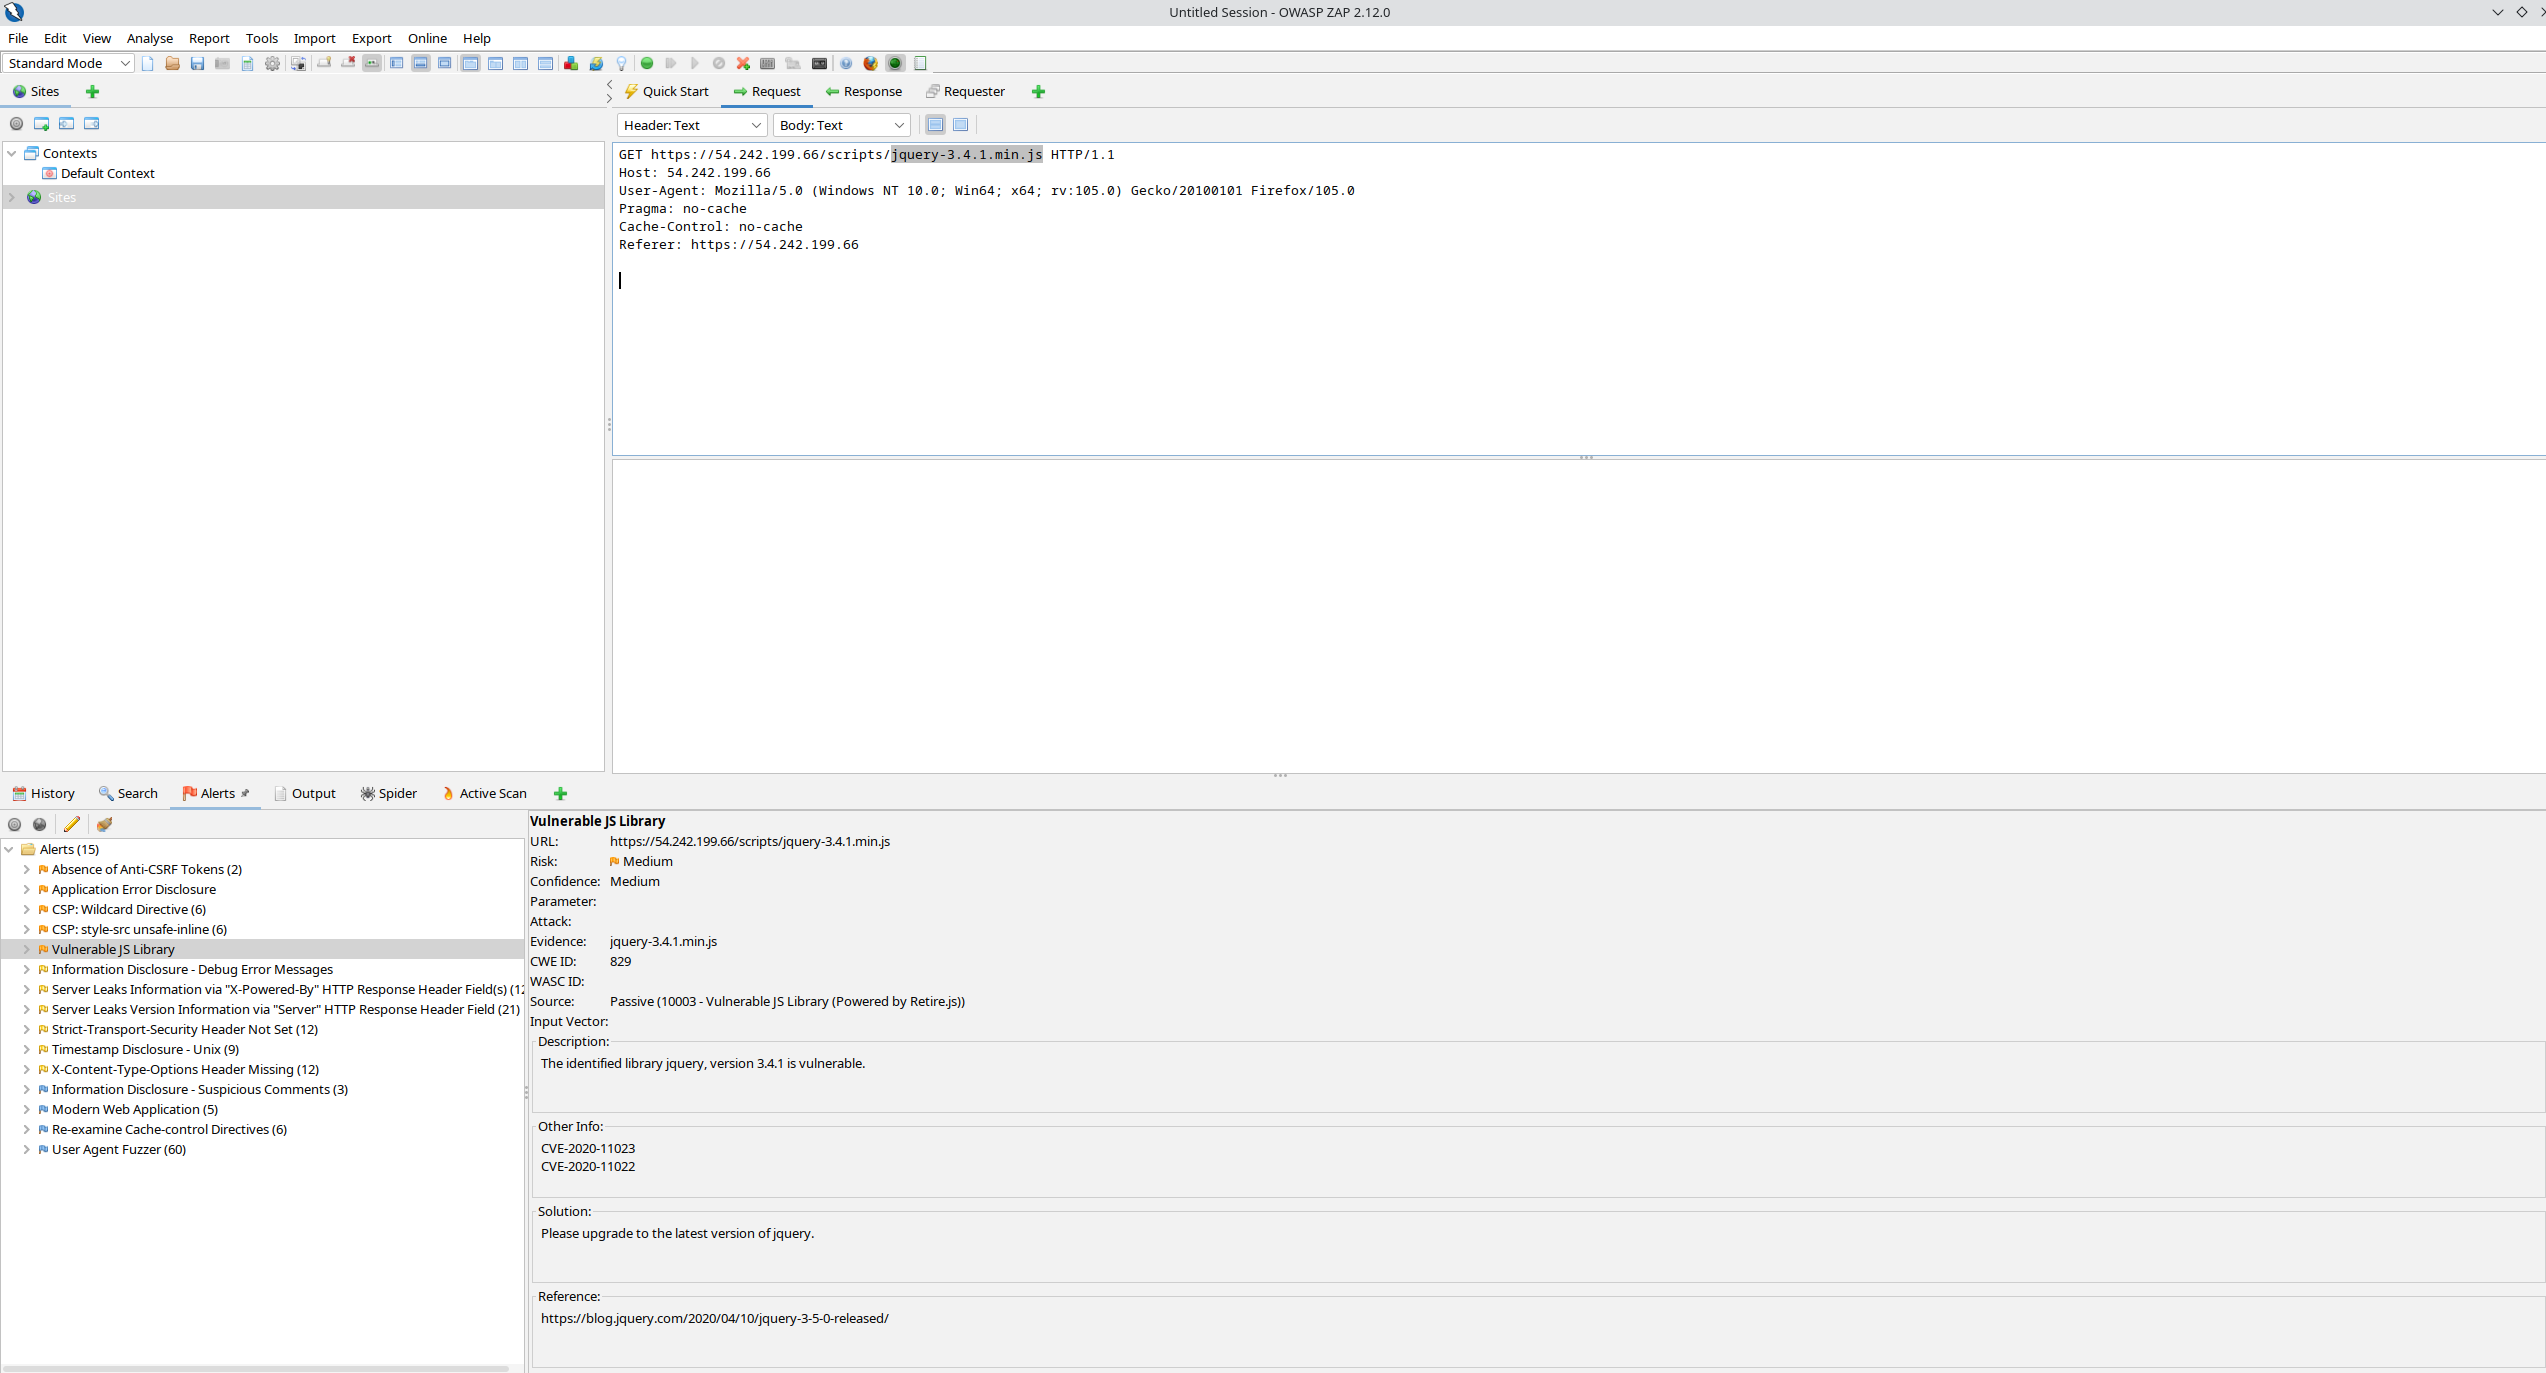 Untitled Session - OWASP ZAP 2.12.0
File Edit View Analyse Report Tools Import Export Online Help
Standard Mode
Sites
Quick Start Request Response Requester
Header: Text Body: Text
Contexts
Default Context
Sites
GET https://54.242.199.66/scripts/jquery-3.4.1.min.js HTTP/1.1
Host: 54.242.199.66
User-Agent: Mozilla/5.0 (Windows NT 10.0; Win64; x64; rv:105.0) Gecko/20100101 Firefox/105.0
Pragma: no-cache
Cache-Control: no-cache
Referer: https://54.242.199.66
History Search Alerts Output Spider Active Scan
Alerts (15)
Absence of Anti-CSRF Tokens (2)
Application Error Disclosure
CSP: Wildcard Directive (6)
CSP: style-src unsafe-inline (6)
Vulnerable JS Library
Information Disclosure - Debug Error Messages
Server Leaks Information via "X-Powered-By" HTTP Response Header Field(s) (12
Server Leaks Version Information via "Server" HTTP Response Header Field (21)
Strict-Transport-Security Header Not Set (12)
Timestamp Disclosure - Unix (9)
X-Content-Type-Options Header Missing (12)
Information Disclosure - Suspicious Comments (3)
Modern Web Application (5)
Re-examine Cache-control Directives (6)
User Agent Fuzzer (60)
Vulnerable JS Library
URL: https://54.242.199.66/scripts/jquery-3.4.1.min.js
Risk: Medium
Confidence: Medium
Parameter:
Attack:
Evidence: jquery-3.4.1.min.js
CWE ID: 829
WASC ID:
Source: Passive (10003 - Vulnerable JS Library (Powered by Retire.js))
Input Vector:
Description:
The identified library jquery, version 3.4.1 is vulnerable.
Other Info:
CVE-2020-11023
CVE-2020-11022
Solution:
Please upgrade to the latest version of jquery.
Reference:
https://blog.jquery.com/2020/04/10/jquery-3-5-0-released/